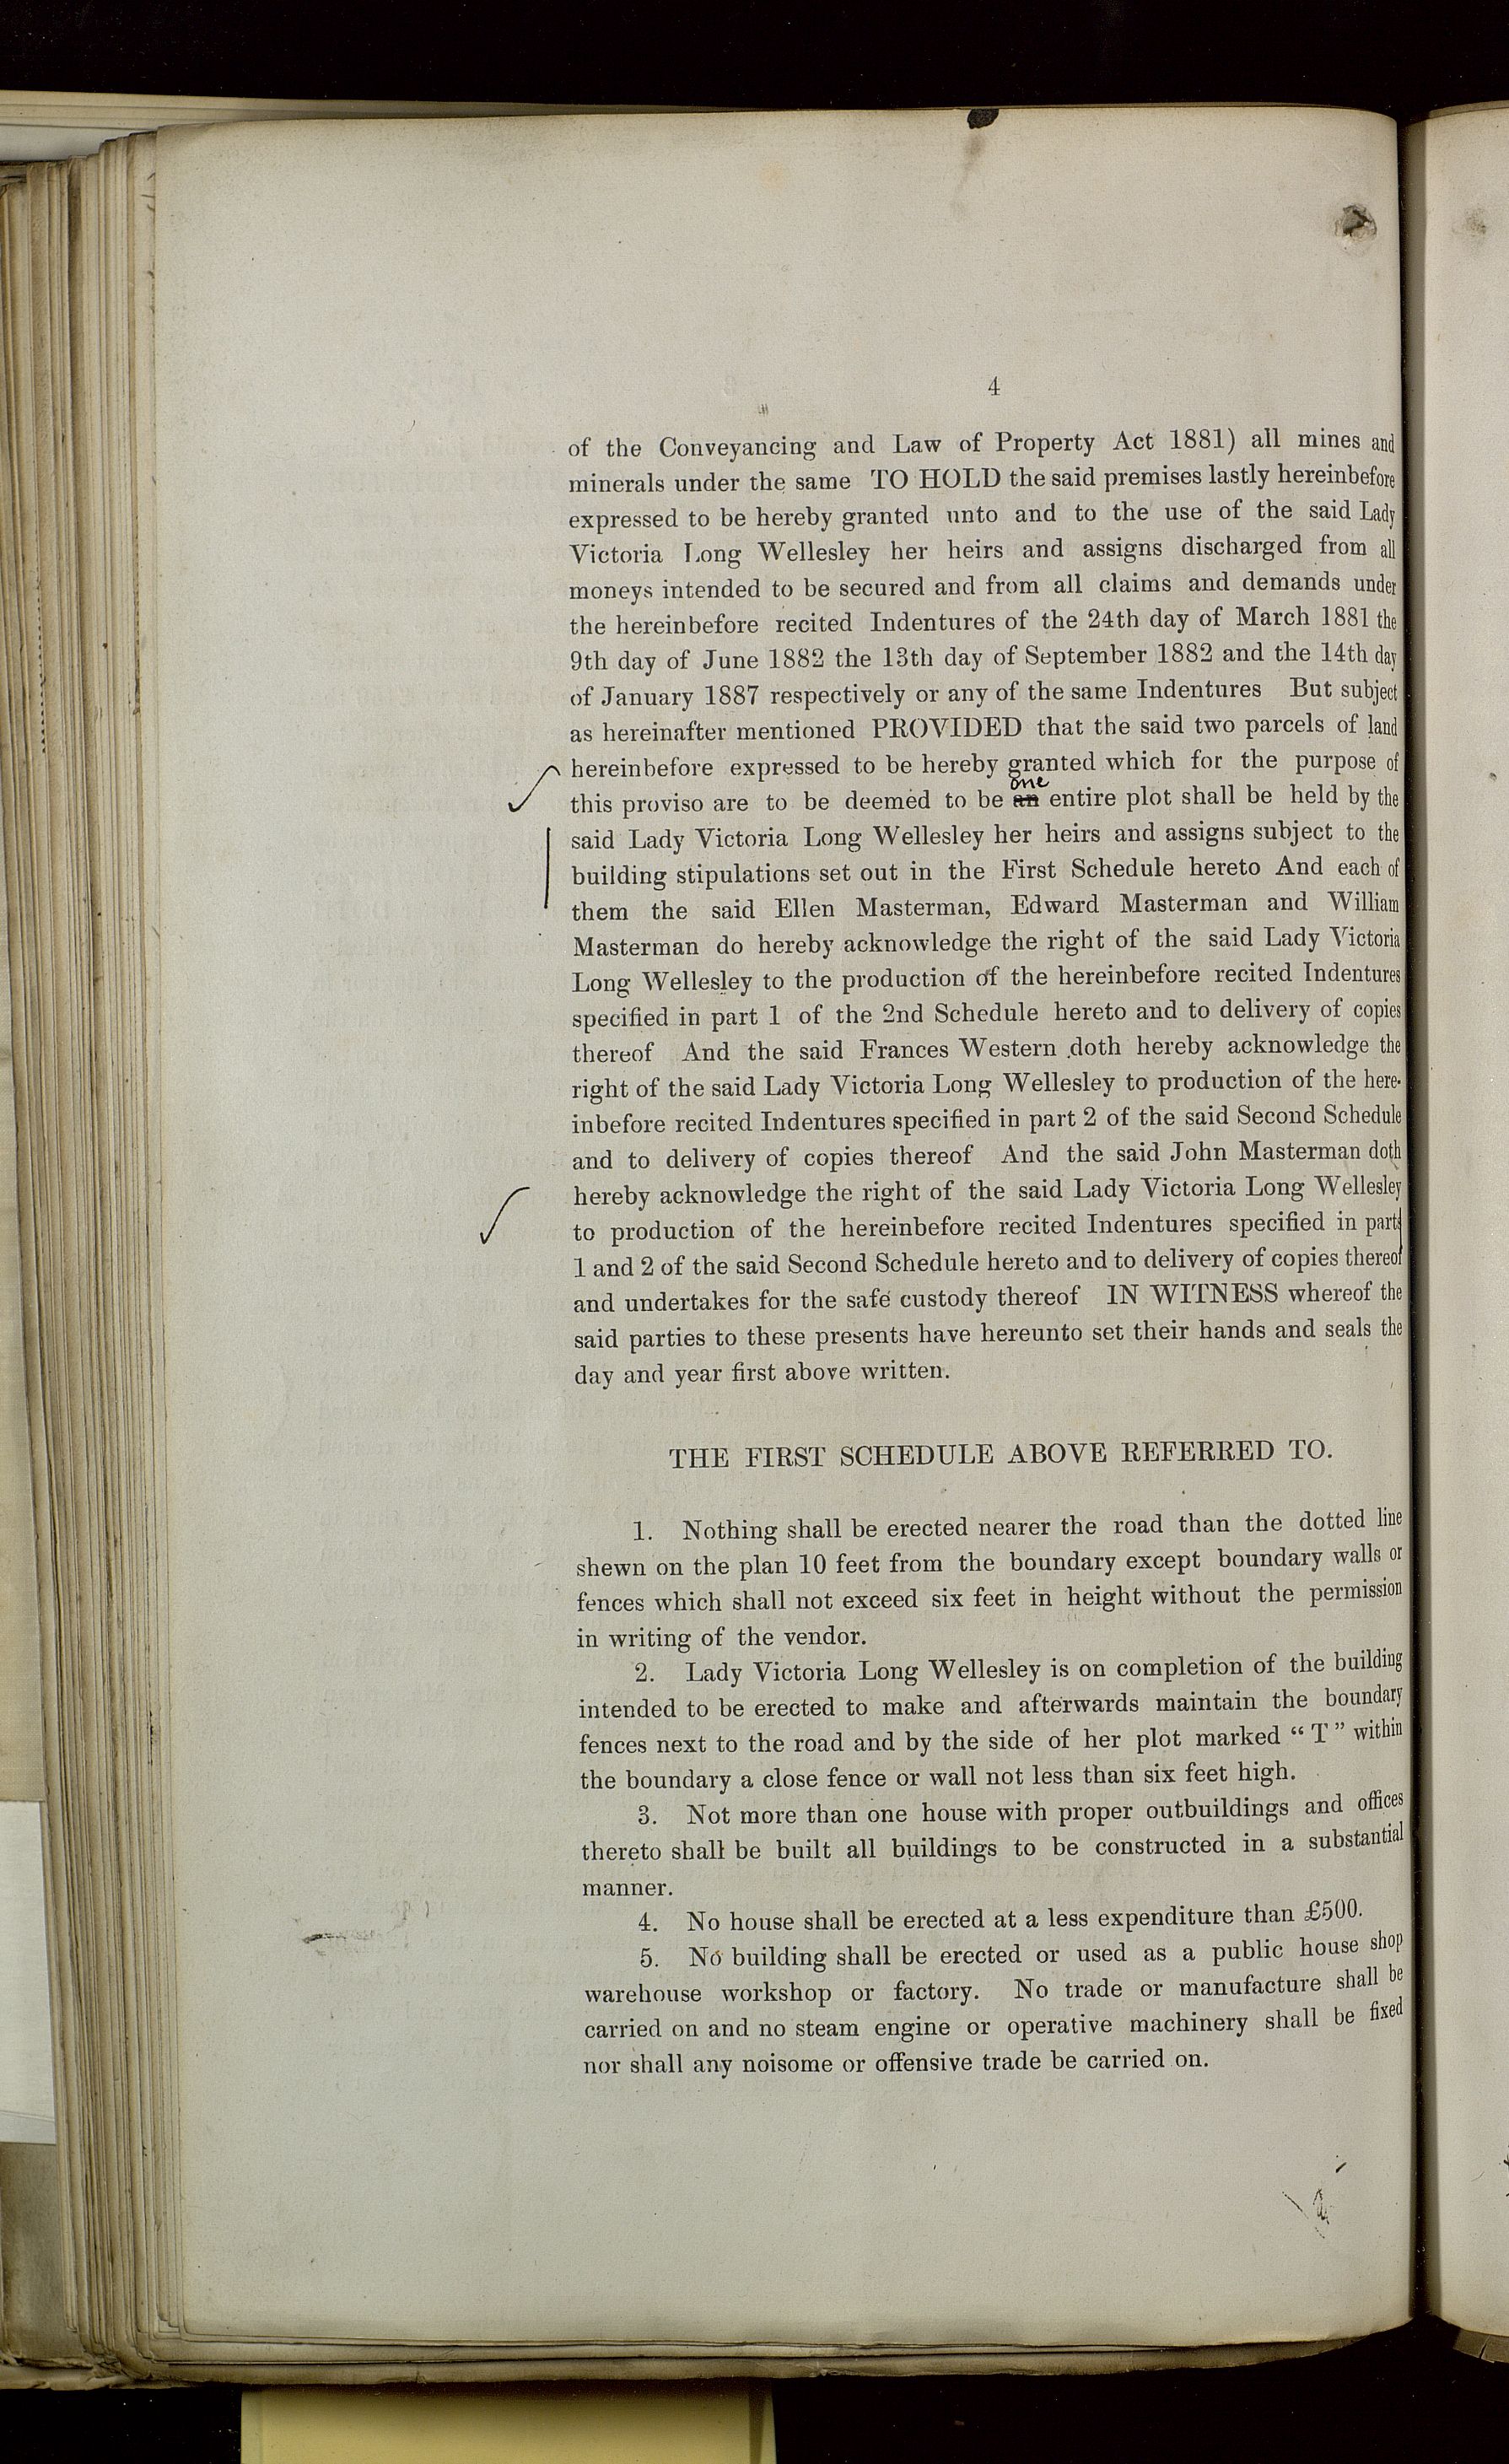 4
of the Conveyancing and Law of Property Act 1881) all mines and
minerals under the same TO HOLD the said premises lastly hereinbefore
expressed to be hereby granted unto and to the use of the said Lady
Victoria Long Wellesley her heirs and assigns discharged from all
moneys intended to be secured and from all claims and demands under
the hereinbefore recited Indentures of the 24th day of March 1881 the
9th day of June 1882 the 13th day of September 1882 and the 14th day
of January 1887 respectively or any of the same Indentures But subject
as hereinafter mentioned PROVIDED that the said two parcels of land
hereinbefore expressed to be hereby granted which for the purpose of
one
this proviso are to be deemed to be an entire plot shall be held by the
said Lady Victoria Long Wellesley her heirs and assigns subject to the
building stipulations set out in the First Schedule hereto And each of
them the said Ellen Masterman, Edward Masterman and William
Masterman do hereby acknowledge the right of the said Lady Victoria
Long Wellesley to the production of the hereinbefore recited Indentures
specified in part 1 of the 2nd Schedule hereto and to delivery of copies
thereof And the said Frances Western doth hereby acknowledge the
right of the said Lady Victoria Long Wellesley to production of the here-
inbefore recited Indentures specified in part 2 of the said Second Schedule
and to delivery of copies thereof And the said John Masterman doth
hereby acknowledge the right of the said Lady Victoria Long Wellesley
to production of the hereinbefore recited Indentures specified in parts
1 and 2 of the said Second Schedule hereto and to delivery of copies thereof
and undertakes for the safe custody thereof IN WITNESS whereof the
said parties to these presents have hereunto set their hands and seals the
day and year first above written.
THE FIRST SCHEDULE ABOVE REFERRED TO.
1. Nothing shall be erected nearer the road than the dotted line
shewn on the plan 10 feet from the boundary except boundary walls or
fences which shall not exceed six feet in height without the permission
in writing of the vendor.
2. Lady Victoria Long Wellesley is on completion of the building
intended to be erected to make and afterwards maintain the boundary
fences next to the road and by the side of her plot marked “ T ” within
the boundary a close fence or wall not less than six feet high.
3. Not more than one house with proper outbuildings and offices
thereto shall be built all buildings to be constructed in a substantial
manner.
4. No house shall be erected at a less expenditure than £500.
5. No building shall be erected or used as a public house shop
warehouse workshop or factory. No trade or manufacture shall be
carried on and no steam engine or operative machinery shall be fixed
nor shall any noisome or offensive trade be carried on.